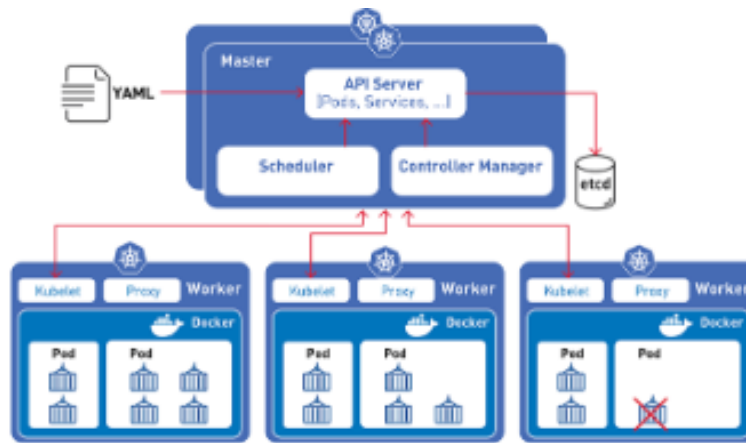 Master
YAML
API Server
[Pods, Services, ...]
Scheduler
Controller Manager
etcd
Kubelet
Proxy
Worker
Docker
Pod
Pod
Kubelet
Proxy
Worker
Docker
Pod
Pod
Kubelet
Proxy
Worker
Docker
Pod
Pod